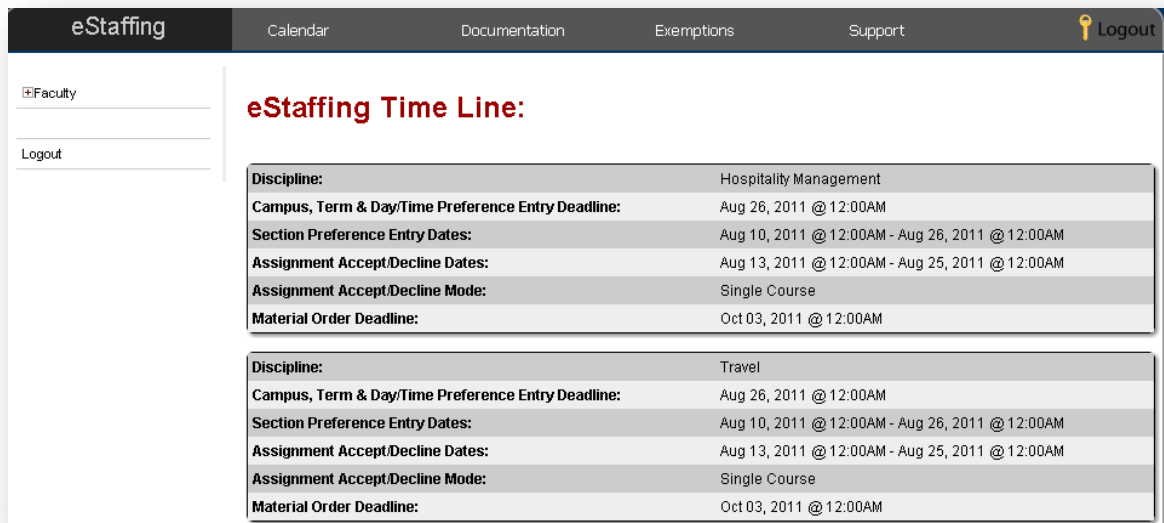 eStaffing Calendar Documentation Exemptions Support Logout
Faculty
Logout
eStaffing Time Line:
Discipline: Hospitality Management
Campus, Term & Day/Time Preference Entry Deadline: Aug 26, 2011 @ 12:00AM
Section Preference Entry Dates: Aug 10, 2011 @ 12:00AM - Aug 26, 2011 @ 12:00AM
Assignment Accept/Decline Dates: Aug 13, 2011 @ 12:00AM - Aug 25, 2011 @ 12:00AM
Assignment Accept/Decline Mode: Single Course
Material Order Deadline: Oct 03, 2011 @ 12:00AM
Discipline: Travel
Campus, Term & Day/Time Preference Entry Deadline: Aug 26, 2011 @ 12:00AM
Section Preference Entry Dates: Aug 10, 2011 @ 12:00AM - Aug 26, 2011 @ 12:00AM
Assignment Accept/Decline Dates: Aug 13, 2011 @ 12:00AM - Aug 25, 2011 @ 12:00AM
Assignment Accept/Decline Mode: Single Course
Material Order Deadline: Oct 03, 2011 @ 12:00AM